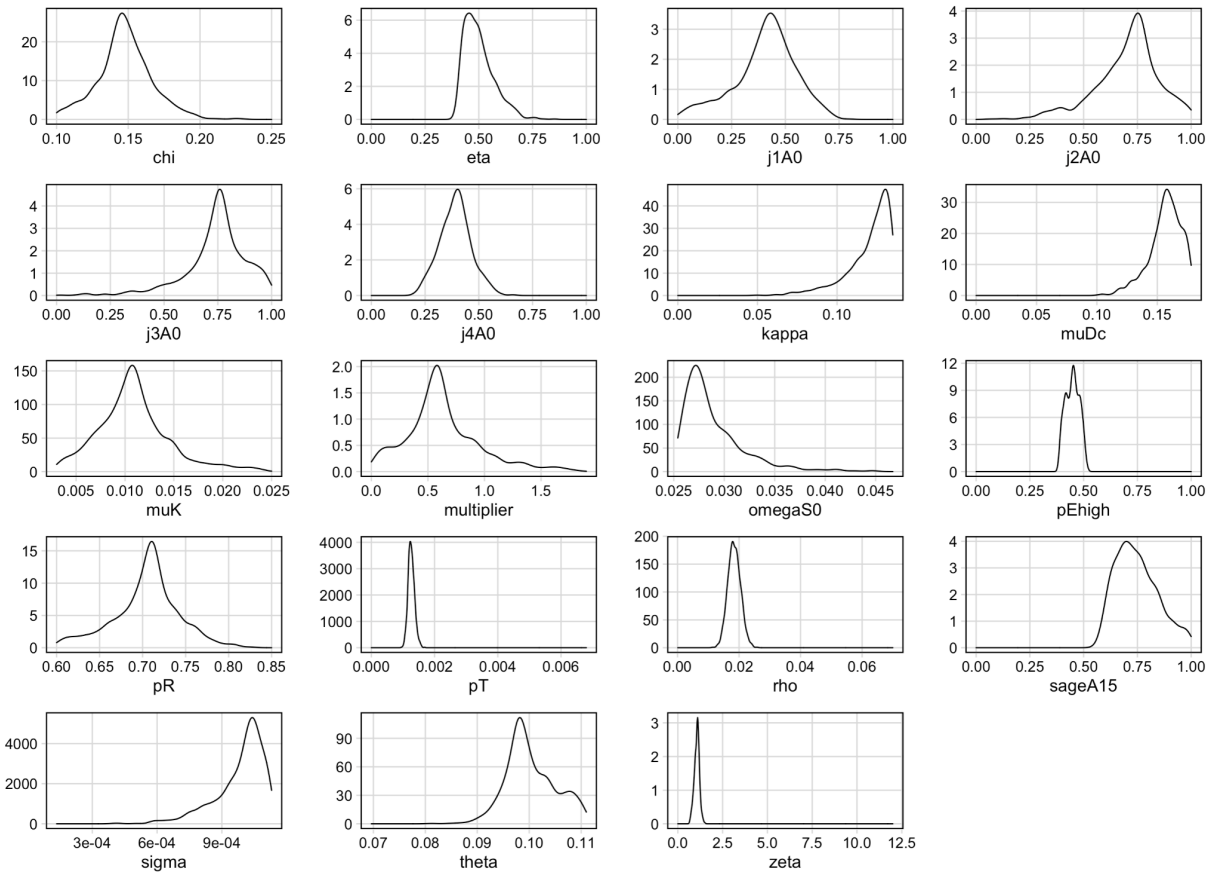 20
10
0
0.10 0.15 0.20 0.25
chi
6
4
2
0
0.00 0.25 0.50 0.75 1.00
eta
3
2
1
0
0.00 0.25 0.50 0.75 1.00
j1A0
4
3
2
1
0
0.00 0.25 0.50 0.75 1.00
j2A0
4
3
2
1
0
0.00 0.25 0.50 0.75 1.00
j3A0
6
4
2
0
0.00 0.25 0.50 0.75 1.00
j4A0
40
30
20
10
0
0.00 0.05 0.10
kappa
30
20
10
0
0.00 0.05 0.10 0.15
muDc
150
100
50
0
0.005 0.010 0.015 0.020 0.025
muK
2.0
1.5
1.0
0.5
0.0
0.0 0.5 1.0 1.5
multiplier
200
150
100
50
0
0.025 0.030 0.035 0.040 0.045
omegaS0
12
9
6
3
0
0.00 0.25 0.50 0.75 1.00
pEhigh
15
10
5
0
0.60 0.65 0.70 0.75 0.80 0.85
pR
4000
3000
2000
1000
0
0.000 0.002 0.004 0.006
pT
200
150
100
50
0
0.00 0.02 0.04 0.06
rho
4
3
2
1
0
0.00 0.25 0.50 0.75 1.00
sageA15
4000
2000
0
3e-04 6e-04 9e-04
sigma
90
60
30
0
0.07 0.08 0.09 0.10 0.11
theta
3
2
1
0
0.0 2.5 5.0 7.5 10.0 12.5
zeta